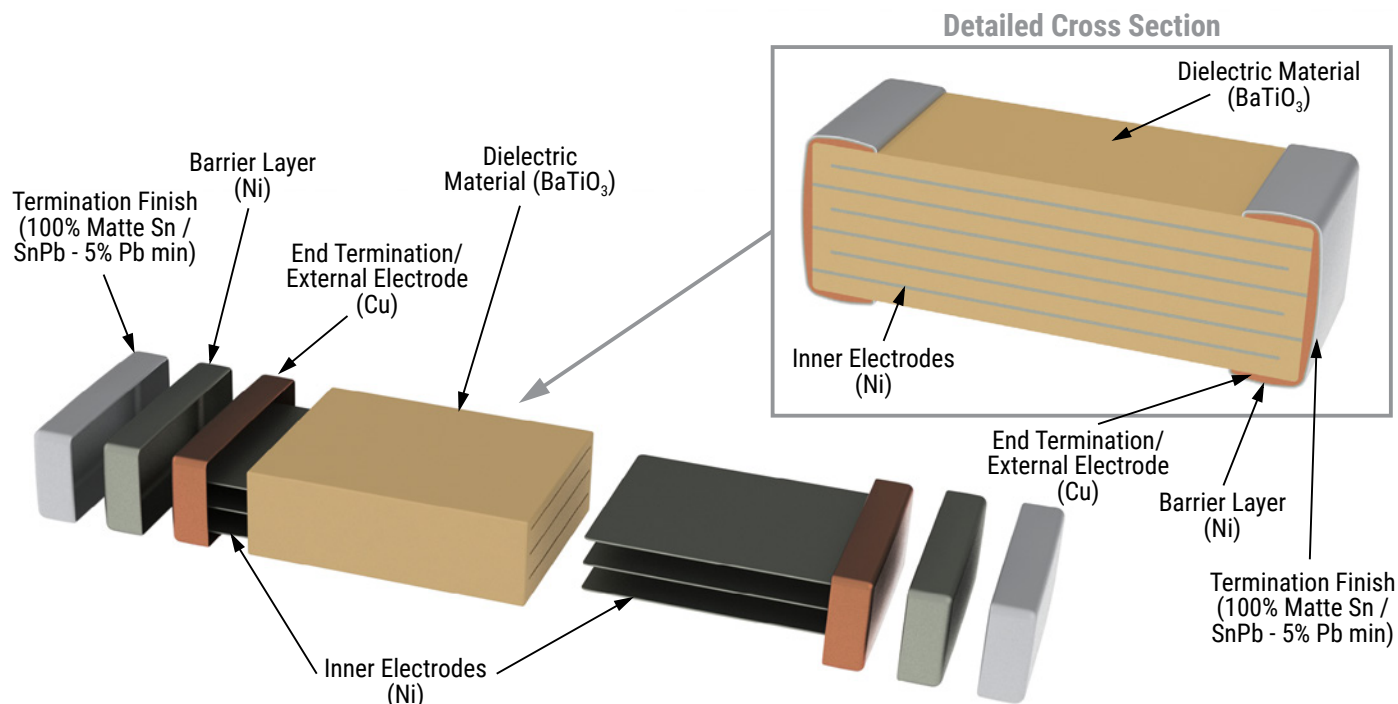 Detailed Cross Section
Dielectric Material
(BaTiO₃)
Inner Electrodes
(Ni)
End Termination/
External Electrode
(Cu)
Barrier Layer
(Ni)
Termination Finish
(100% Matte Sn /
SnPb - 5% Pb min)
Termination Finish
(100% Matte Sn /
SnPb - 5% Pb min)
Barrier Layer
(Ni)
End Termination/
External Electrode
(Cu)
Dielectric
Material (BaTiO₃)
Inner Electrodes
(Ni)